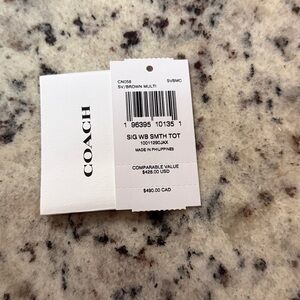 COACH
CN058 SVBMC
SV/BROWN MULTI
1 96395 10135 1
SIG WB SMTH TOT
10011290JAX
MADE IN PHILIPPINES
COMPARABLE VALUE
$428.00 USD
$490.00 CAD